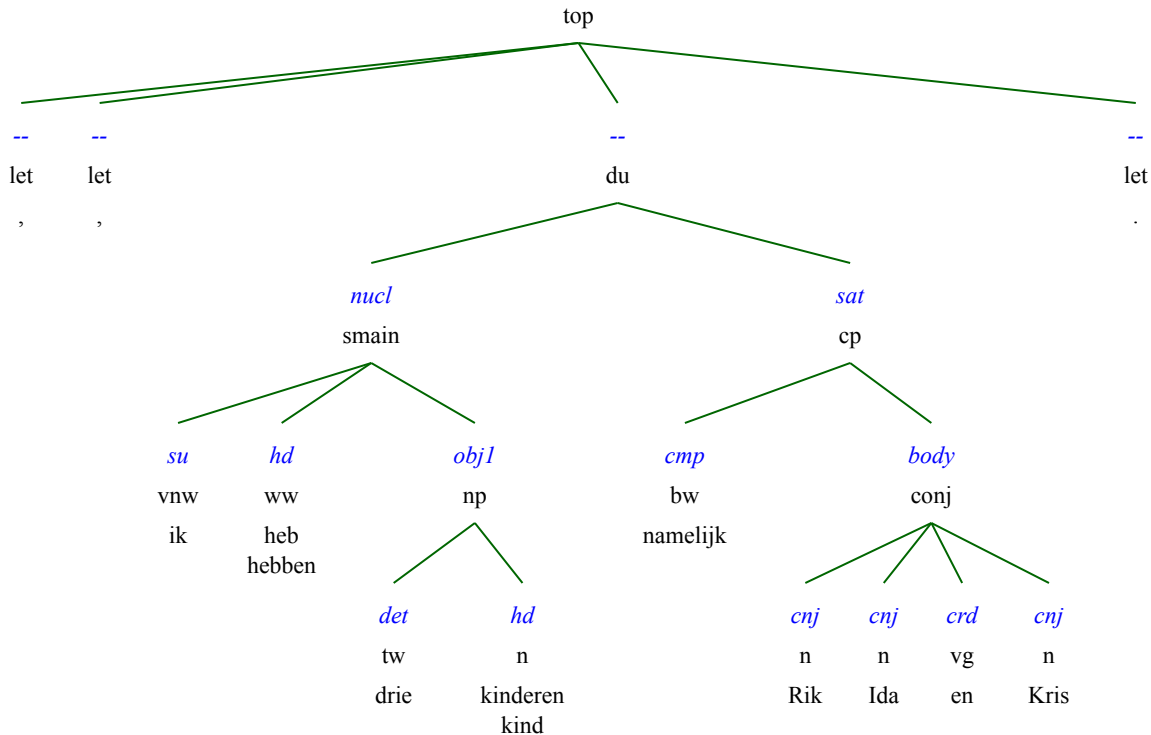 top
-- -- -- --
let let du let
, , .
nucl sat
smain cp
su hd obj1 cmp body
vnw ww np bw conj
ik heb namelijk
hebben
det hd cnj cnj crd cnj
tw n n n vg n
drie kinderen Rik Ida en Kris
kind